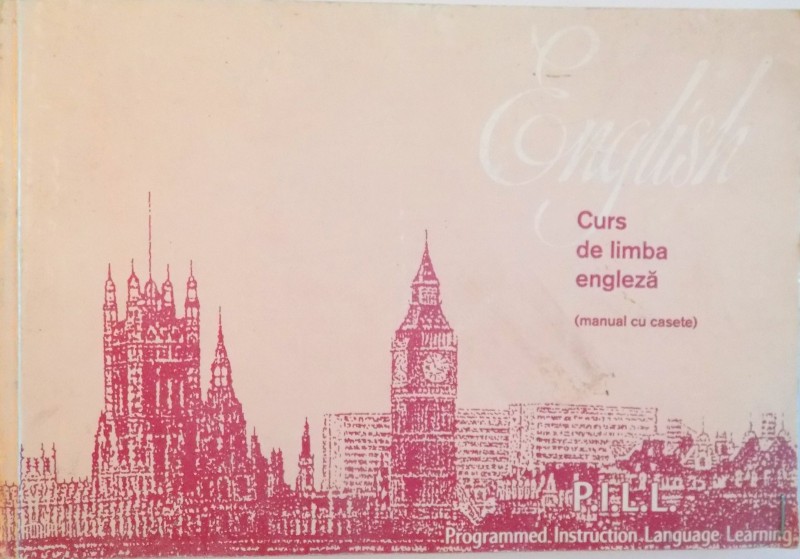 English
Curs
de limba
engleză
(manual cu casete)
P.I.L.L.
Programmed Instruction Language Learning